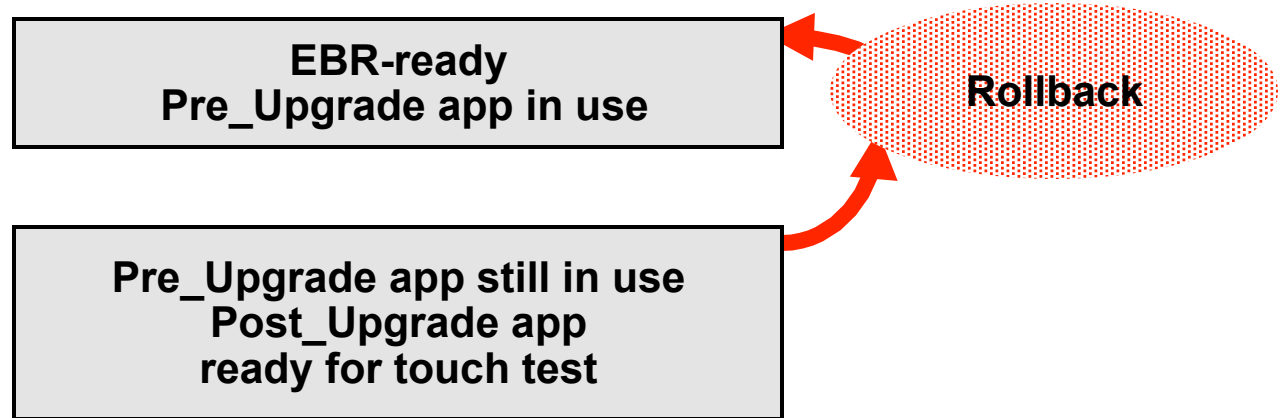 EBR-ready
Pre_Upgrade app in use
Rollback
Pre_Upgrade app still in use
Post_Upgrade app
ready for touch test